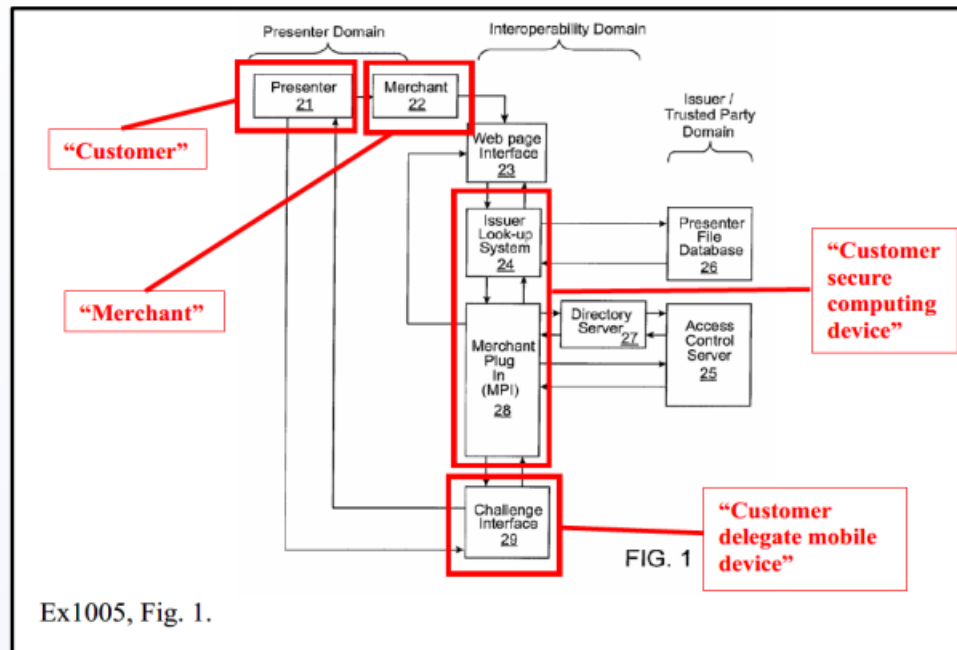 Presenter Domain
Interoperability Domain
Presenter
21
Merchant
22
Issuer /
Trusted Party
Domain
“Customer”
Web page
Interface
23
Issuer
Look-up
System
24
Presenter
File
Database
26
“Customer
secure
computing
device”
“Merchant”
Directory
Server
27
Access
Control
Server
25
Merchant
Plug
In
(MPI)
28
Challenge
Interface
29
“Customer
delegate mobile
device”
FIG. 1
Ex1005, Fig. 1.